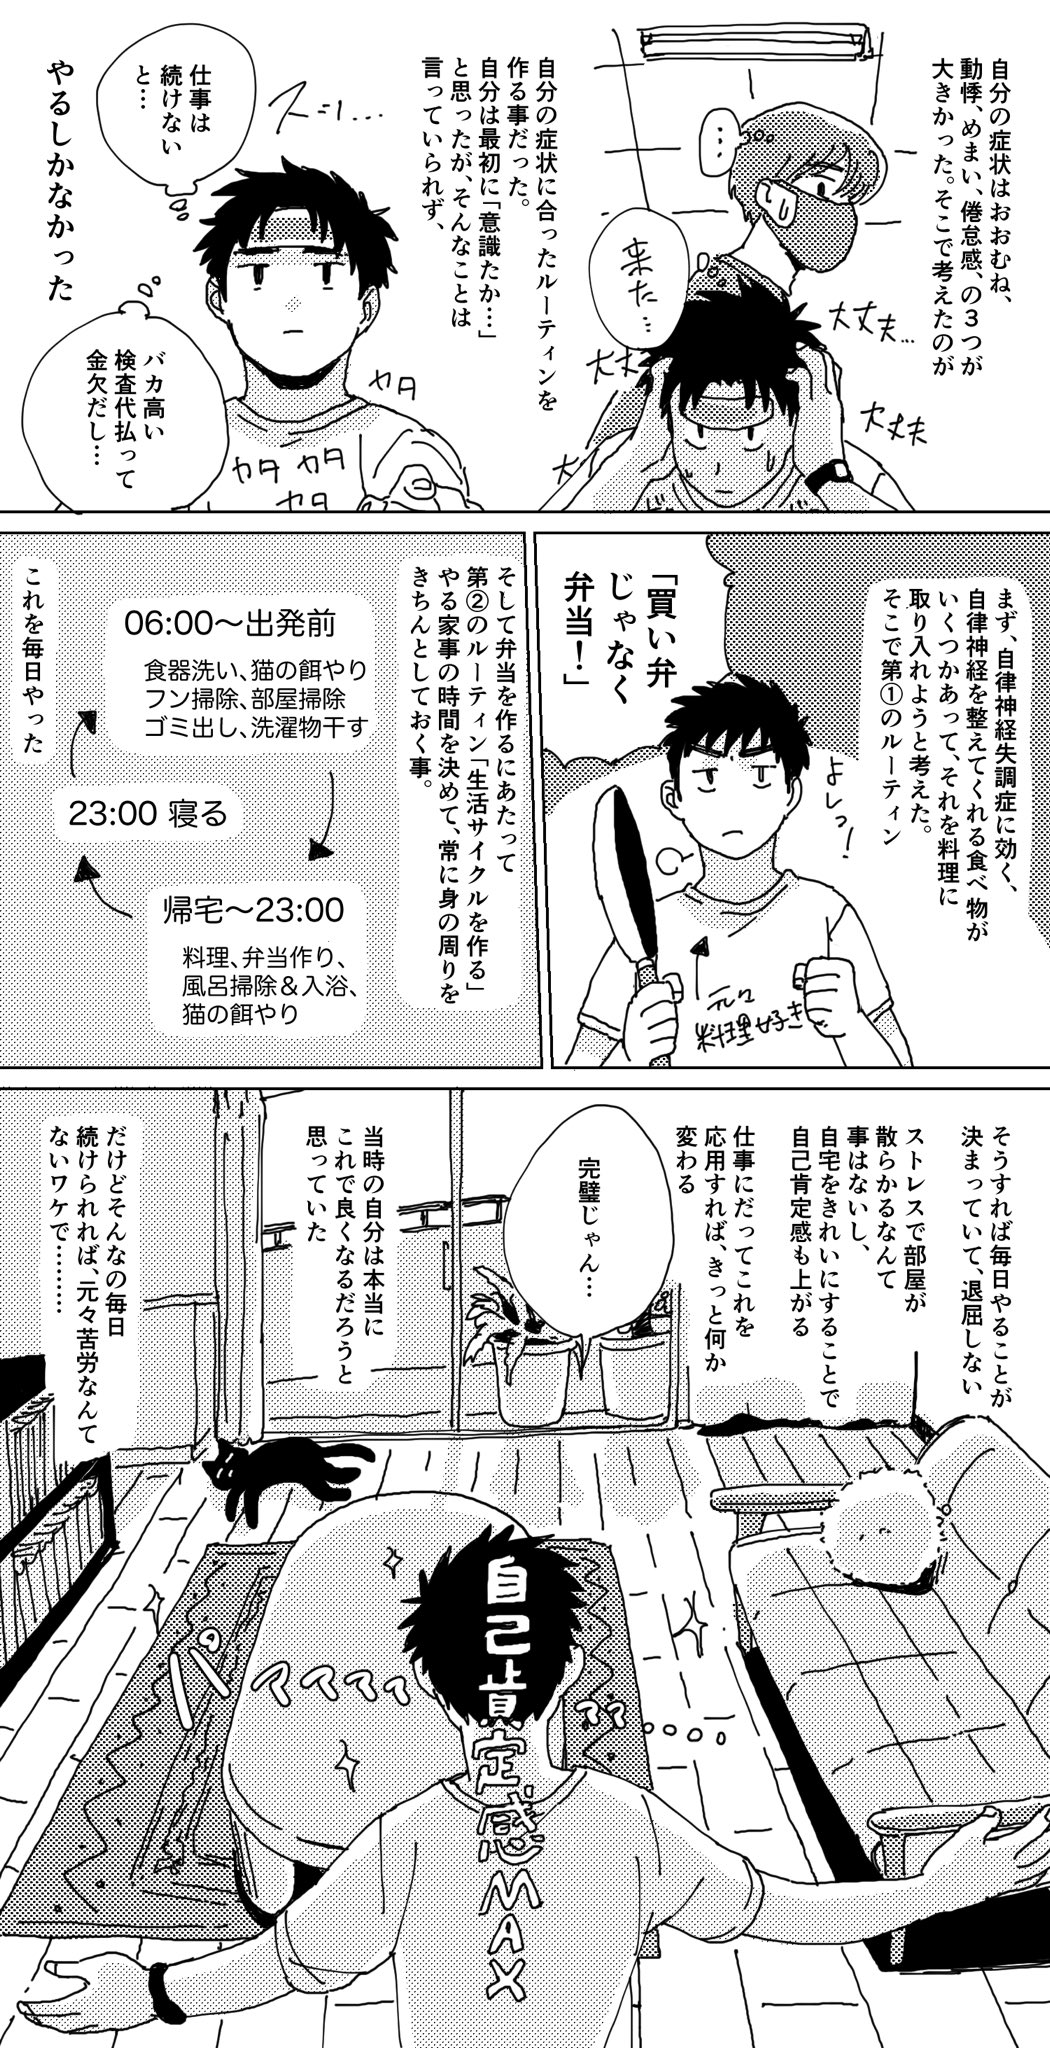 自分の症状はおおむね、
動悸、めまい、倦怠感、の３つが
大きかった。そこで考えたのが
…
来た…
大丈夫…
大丈夫
大丈
大
自分の症状に合ったルーティンを
作る事だった。
自分は最初に「意識たか…」
と思ったが、そんなことは
言っていられず、
スーー…
仕事は
続けない
と…
バカ高い
検査代払って
金欠だし…
カタ
カタ
カタ
カタ
やるしかなかった
まず、自律神経失調症に効く、
自律神経を整えてくれる食べ物が
いくつかあって、それを料理に
取り入れようと考えた。
そこで第①のルーティン
「買い弁
じゃなく
弁当！」
よしっ！
元々
料理好き
そして弁当を作るにあたって
第②のルーティン「生活サイクルを作る」
やる家事の時間を決めて、常に身の周りを
きちんとしておく事。
06:00〜出発前
食器洗い、猫の餌やり
フン掃除、部屋掃除
ゴミ出し、洗濯物干す
23:00 寝る
帰宅〜23:00
料理、弁当作り、
風呂掃除＆入浴、
猫の餌やり
これを毎日やった
そうすれば毎日やることが
決まっていて、退屈しない
ストレスで部屋が
散らかるなんて
事はないし、
自宅をきれいにすることで
自己肯定感も上がる
仕事にだってこれを
応用すれば、きっと何か
変わる
完璧じゃん…
当時の自分は本当に
これで良くなるだろうと
思っていた
だけどそんなの毎日
続けられれば、元々苦労なんて
ないワケで………
パァァァァァァ….
自己肯定感MAX